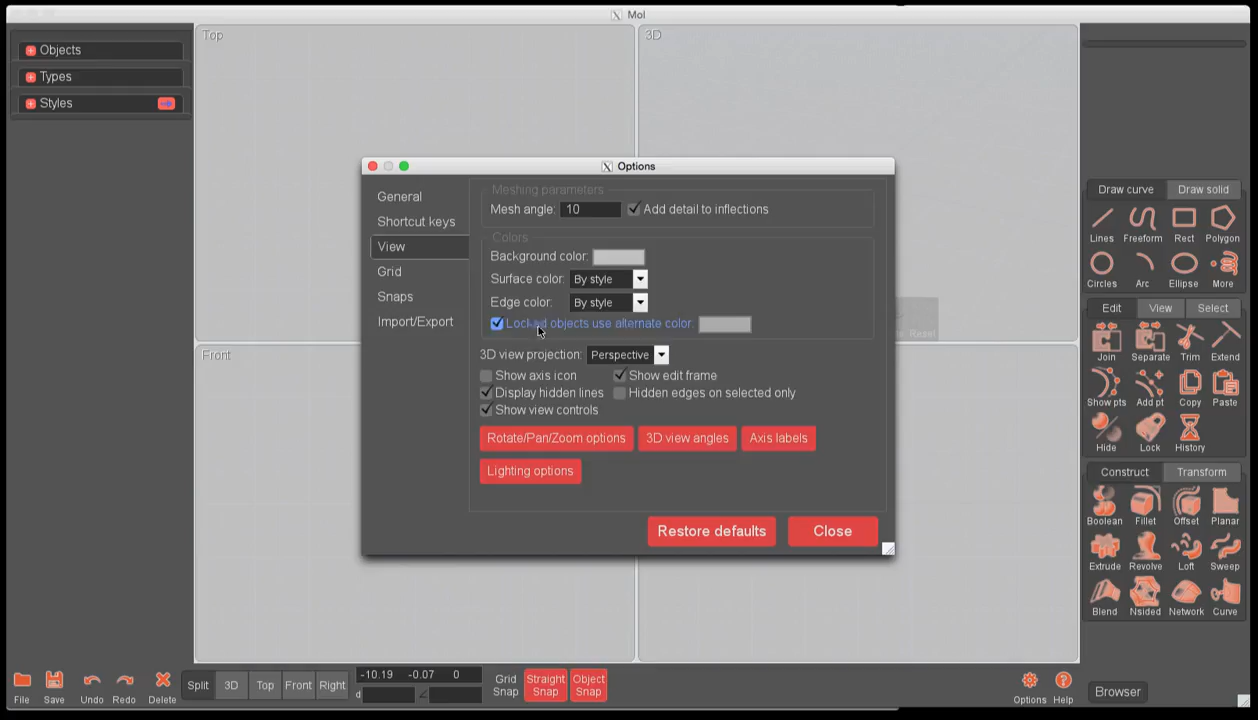 MoI
Objects
Types
Styles
Top
3D
Front
Options
General
Shortcut keys
View
Grid
Snaps
Import/Export
Meshing parameters
Mesh angle: 10 Add detail to inflections
Colors
Background color:
Surface color: By style
Edge color: By style
Locked objects use alternate color:
3D view projection: Perspective
Show axis icon Show edit frame
Display hidden lines Hidden edges on selected only
Show view controls
Rotate/Pan/Zoom options 3D view angles Axis labels
Lighting options
Restore defaults Close
Reset
Draw curve Draw solid
Lines Freeform Rect Polygon
Circles Arc Ellipse More
Edit View Select
Join Separate Trim Extend
Show pts Add pt Copy Paste
Hide Lock History
Construct Transform
Boolean Fillet Offset Planar
Extrude Revolve Loft Sweep
Blend Nsided Network Curve
File Save Undo Redo Delete
Split 3D Top Front Right
-10.19 -0.07 0
d
Grid Snap
Straight Snap
Object Snap
Options Help
Browser